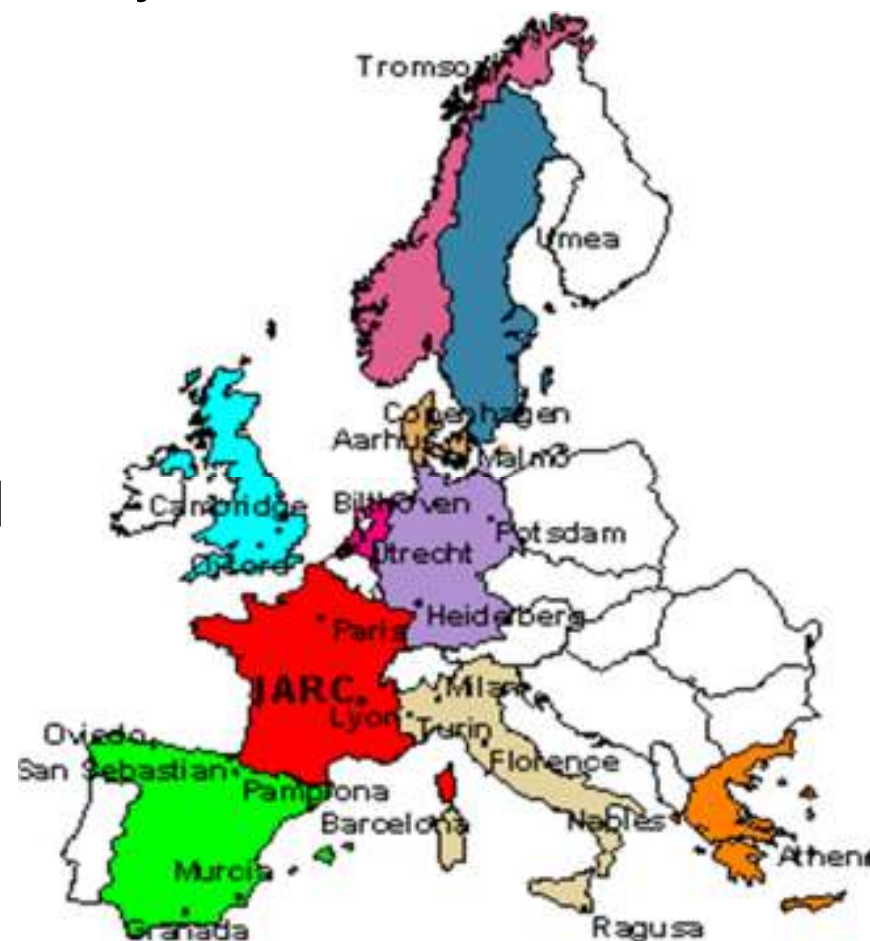 Tromso
Umea
Copenhagen
Aarhus
Malmo
Cambridge
BilthOven
Potsdam
Oxford
Utrecht
Heidelberg
Paris
IARC
Milan
Lyon
Turin
Oviedo
Florence
San Sebastian
Pamplona
Barcelona
Naples
Athens
Murcia
Granada
Ragusa